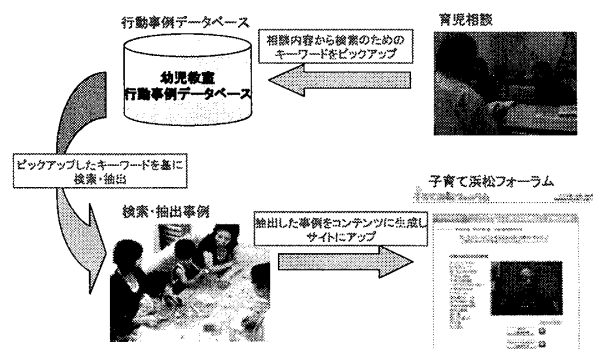 行動事例データベース
育児相談
相談内容から検索のための
キーワードをピックアップ
幼児教室
行動事例データベース
ピックアップしたキーワードを基に
検索・抽出
子育て浜松フォーラム
検索・抽出事例
抽出した事例をコンテンツに生成し
サイトにアップ